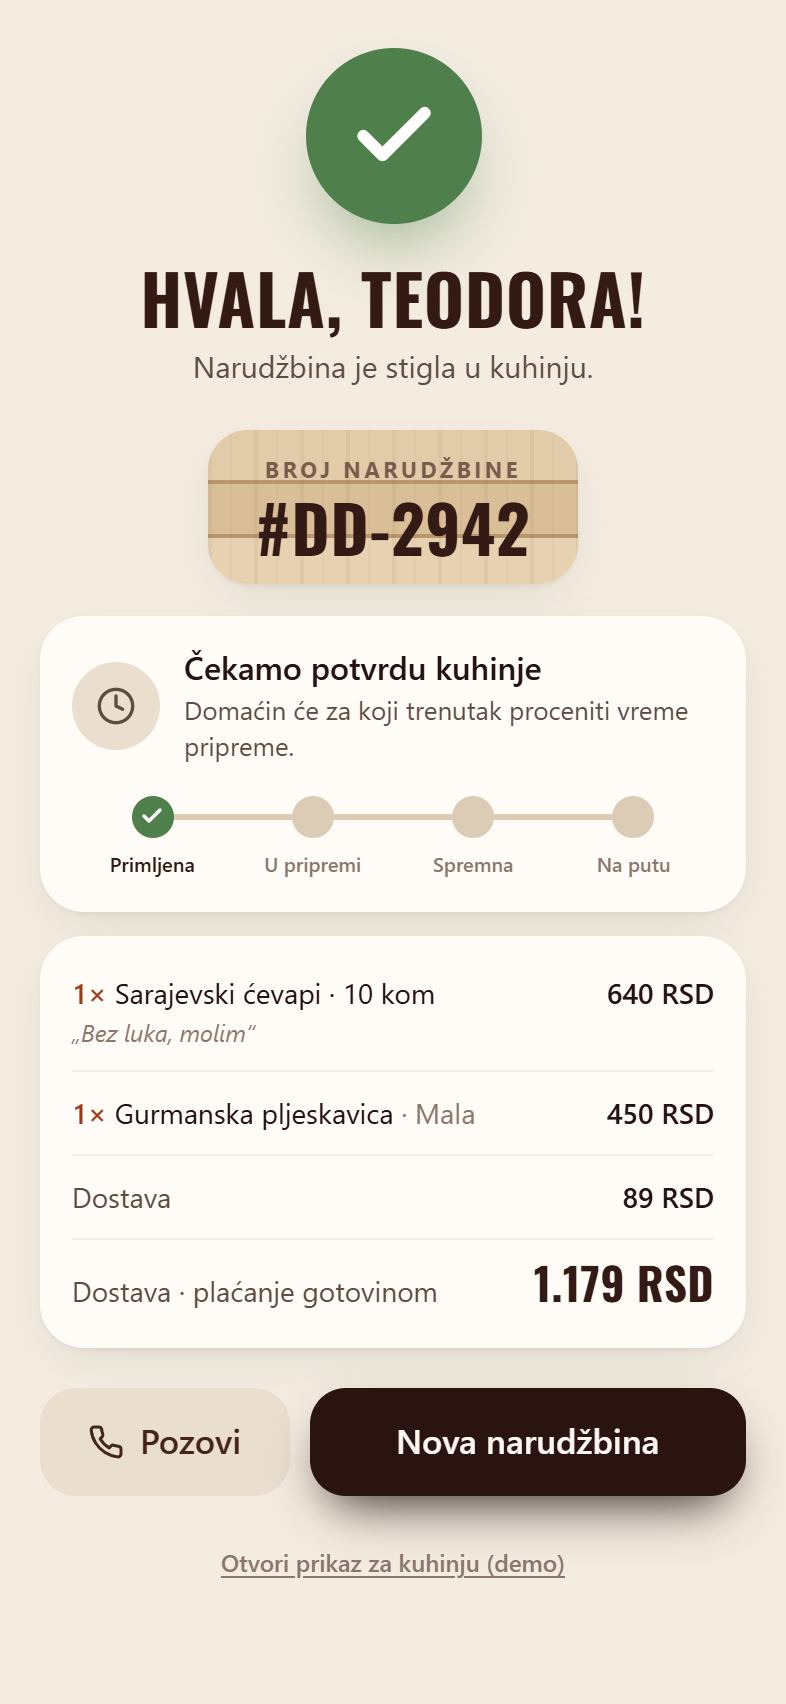 HVALA, TEODORA!
Narudžbina je stigla u kuhinju.
BROJ NARUDŽBINE
#DD-2942
Čekamo potvrdu kuhinje
Domaćin će za koji trenutak proceniti vreme
pripreme.
Primljena U pripremi Spremna Na putu
1× Sarajevski ćevapi · 10 kom 640 RSD
„Bez luka, molim“
1× Gurmanska pljeskavica · Mala 450 RSD
Dostava 89 RSD
Dostava · plaćanje gotovinom 1.179 RSD
Pozovi Nova narudžbina
Otvori prikaz za kuhinju (demo)